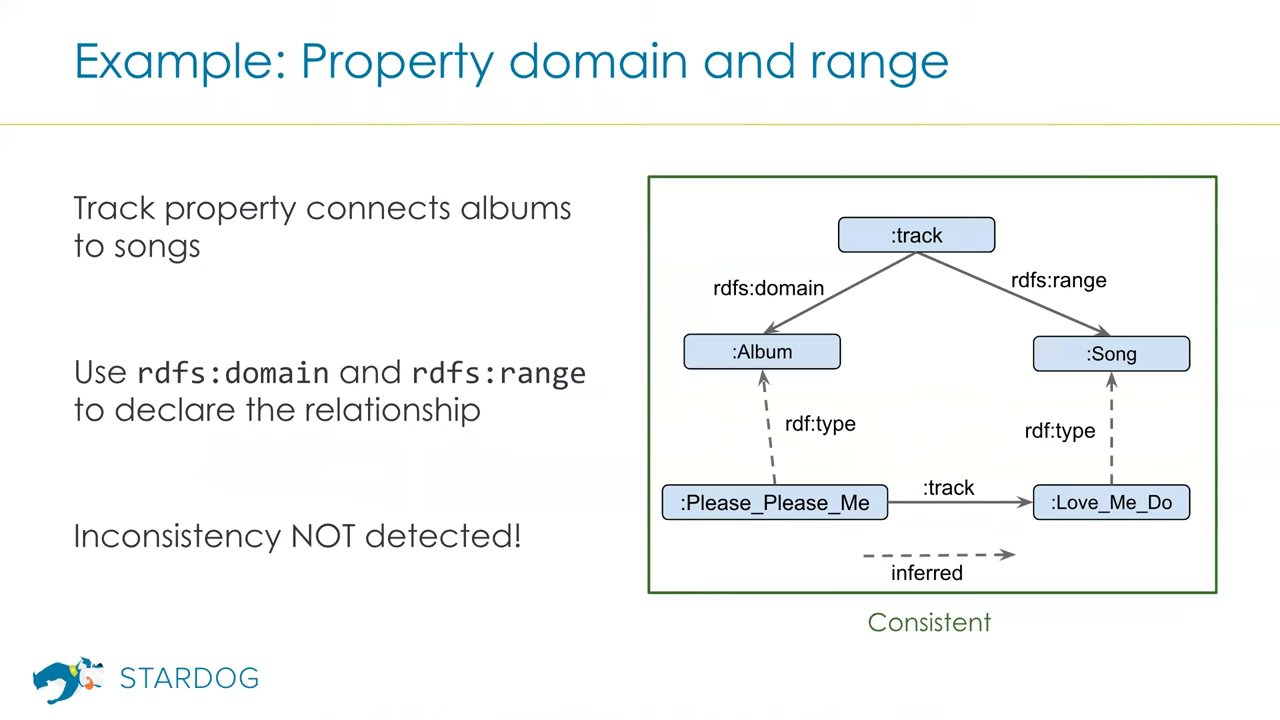 Example: Property domain and range
Track property connects albums
to songs
Use rdfs:domain and rdfs:range
to declare the relationship
Inconsistency NOT detected!
:track
rdfs:domain
rdfs:range
:Album
:Song
rdf:type
rdf:type
:Please_Please_Me
:track
:Love_Me_Do
inferred
Consistent
STARDOG